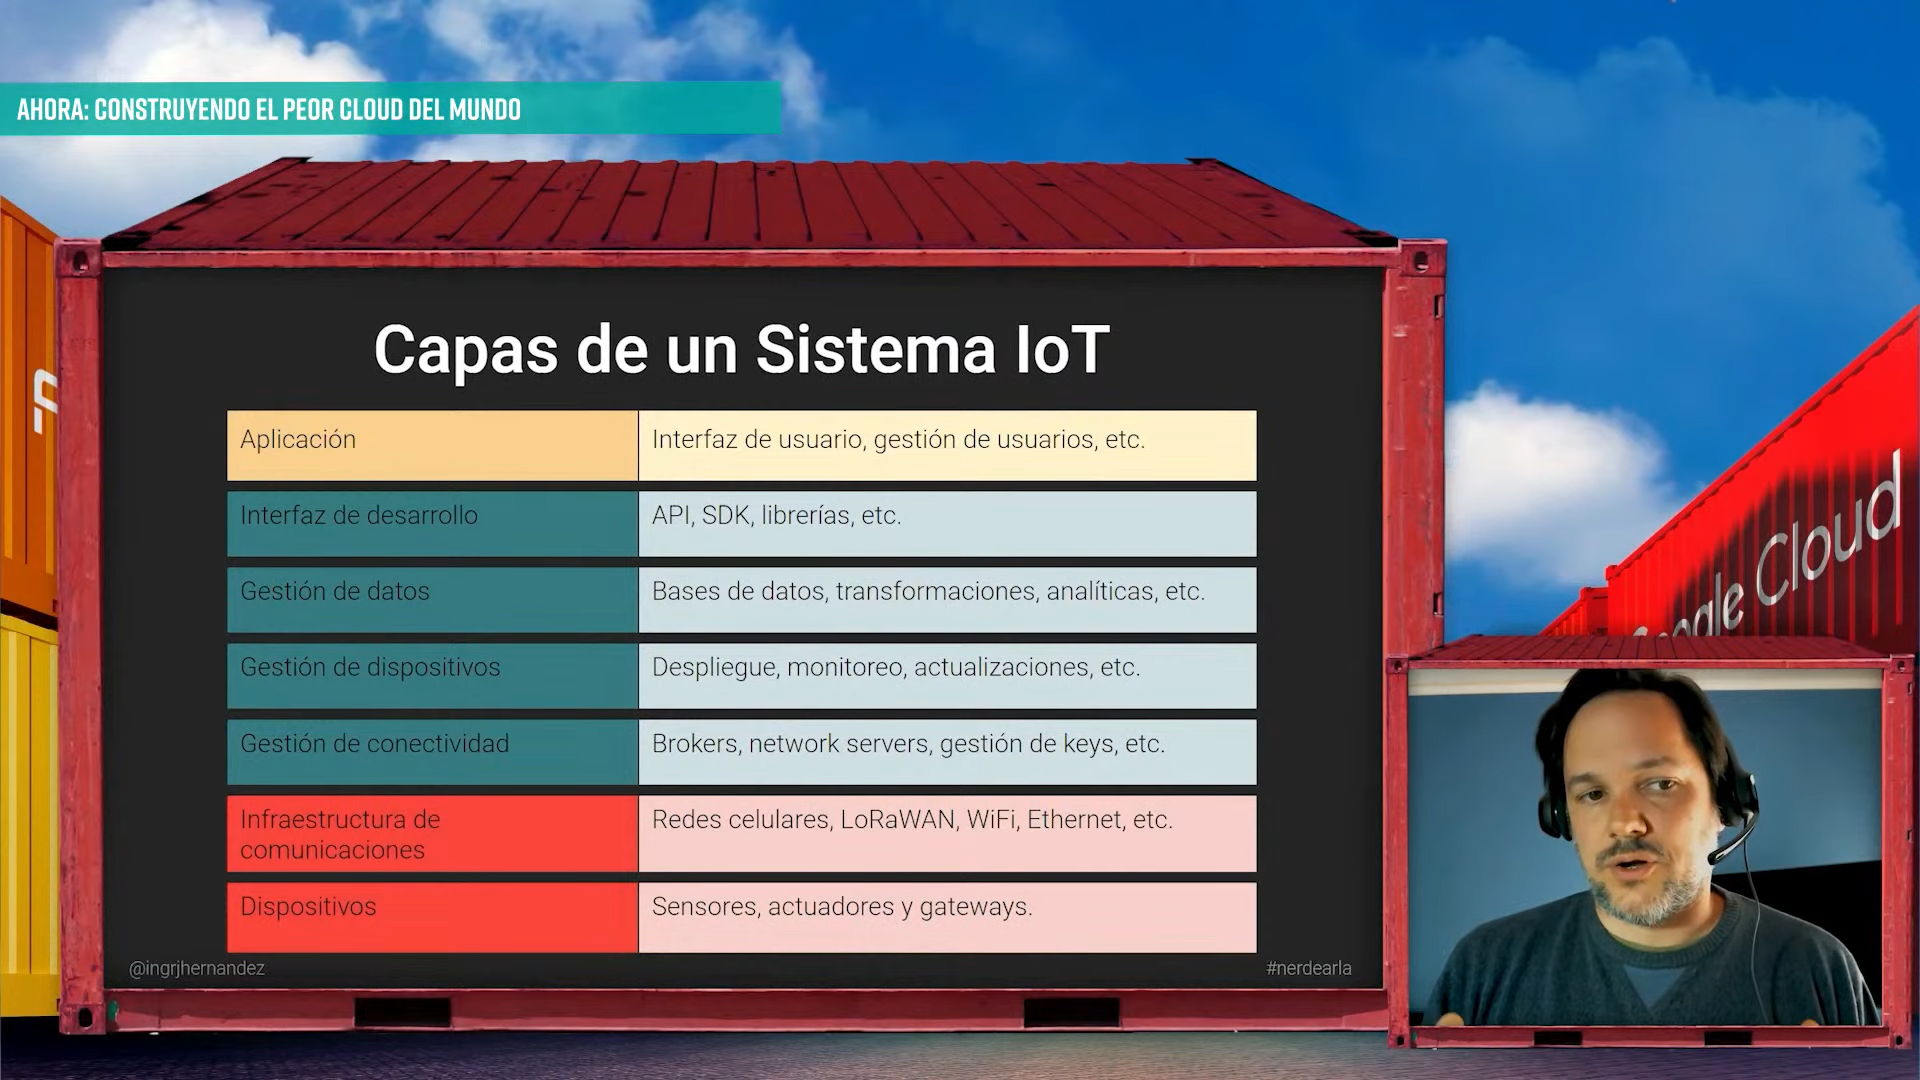 AHORA: CONSTRUYENDO EL PEOR CLOUD DEL MUNDO
Capas de un Sistema IoT
Aplicación
Interfaz de usuario, gestión de usuarios, etc.
Interfaz de desarrollo
API, SDK, librerías, etc.
Gestión de datos
Bases de datos, transformaciones, analíticas, etc.
Gestión de dispositivos
Despliegue, monitoreo, actualizaciones, etc.
Gestión de conectividad
Brokers, network servers, gestión de keys, etc.
Infraestructura de
comunicaciones
Redes celulares, LoRaWAN, WiFi, Ethernet, etc.
Dispositivos
Sensores, actuadores y gateways.
@ingrjhernandez
#nerdearla
Cloud